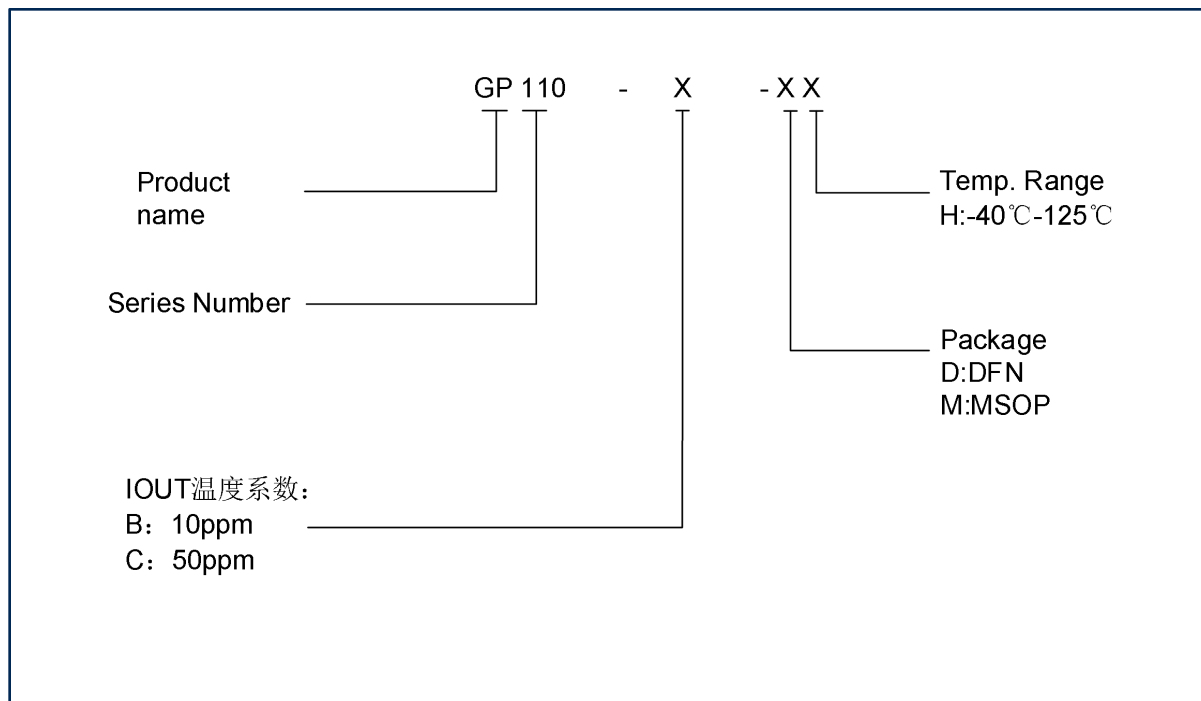 GP 110 - X - X X
Product
name
Temp. Range
H:-40℃-125℃
Series Number
Package
D:DFN
M:MSOP
IOUT温度系数:
B: 10ppm
C: 50ppm